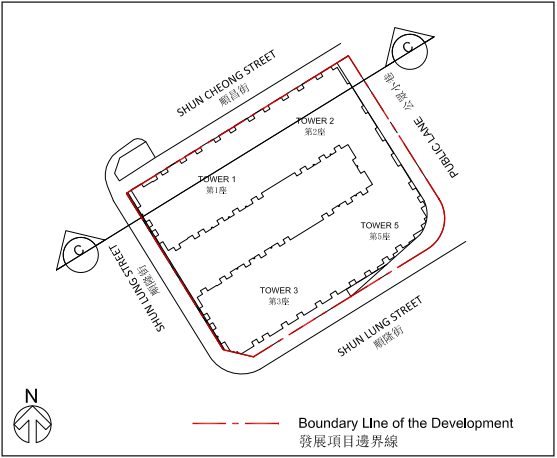 SHUN CHEONG STREET
順昌街
C
公眾小巷
PUBLIC LANE
TOWER 2
第2座
TOWER 1
第1座
TOWER 5
第5座
C
SHUN LUNG STREET
順隆街
TOWER 3
第3座
SHUN LUNG STREET
順隆街
N
Boundary Line of the Development
發展項目邊界線